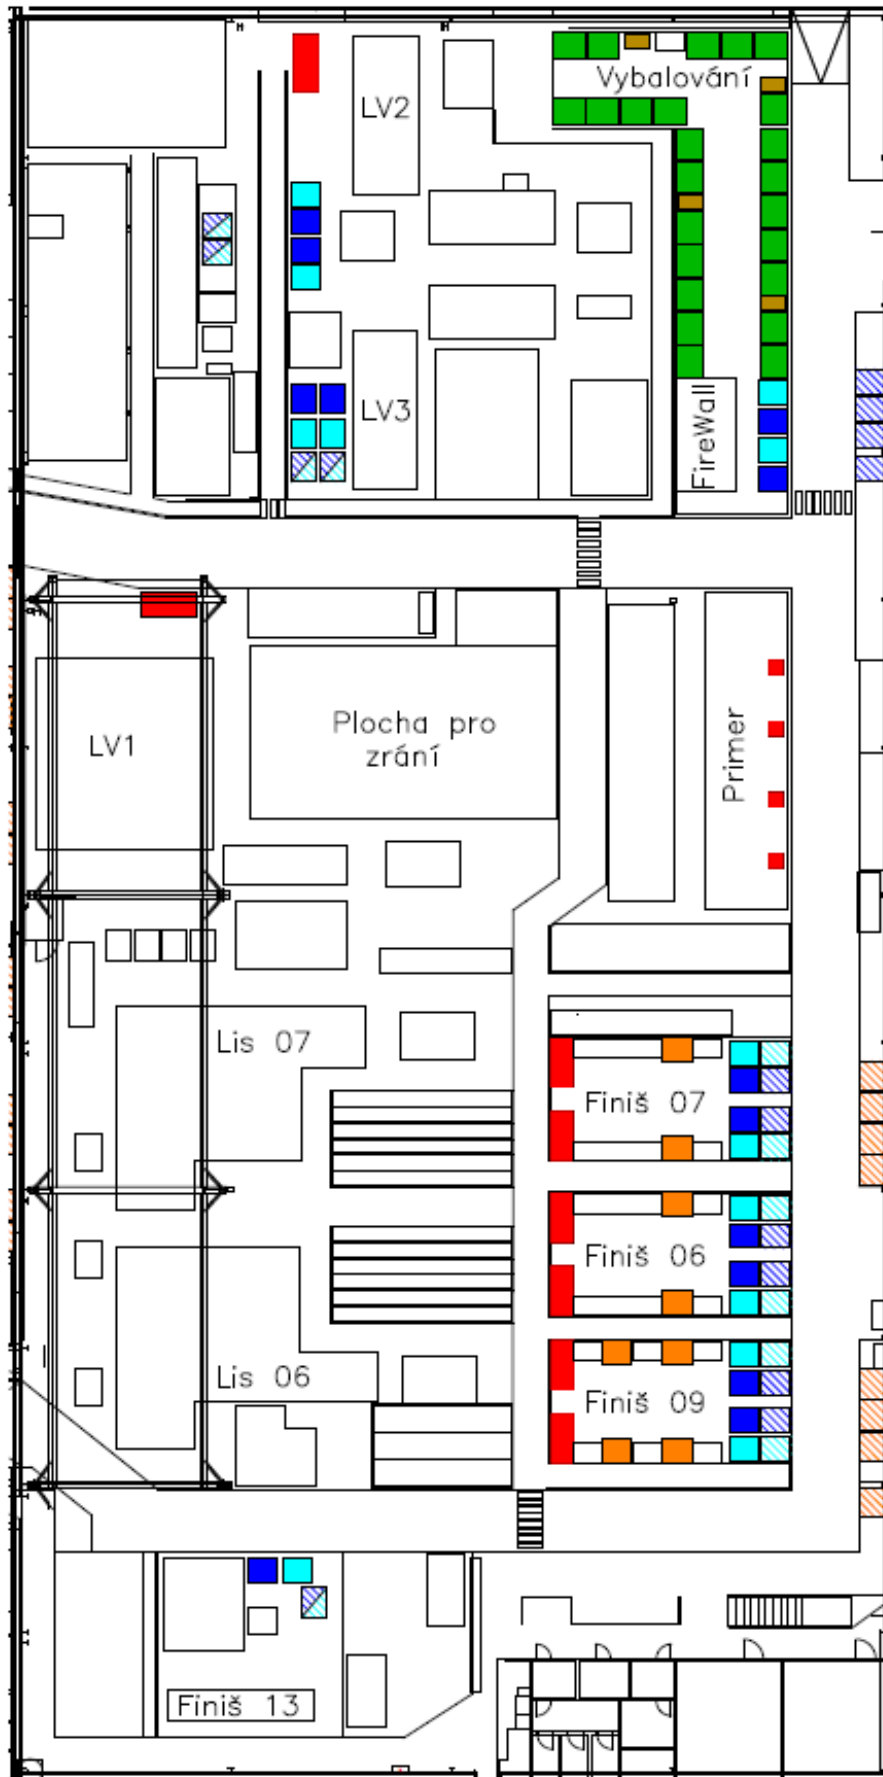 Vybalování
LV2
LV3
FireWall
LV1
Plocha pro
zrání
Primer
Lis 07
Finiš 07
Finiš 06
Lis 06
Finiš 09
Finiš 13